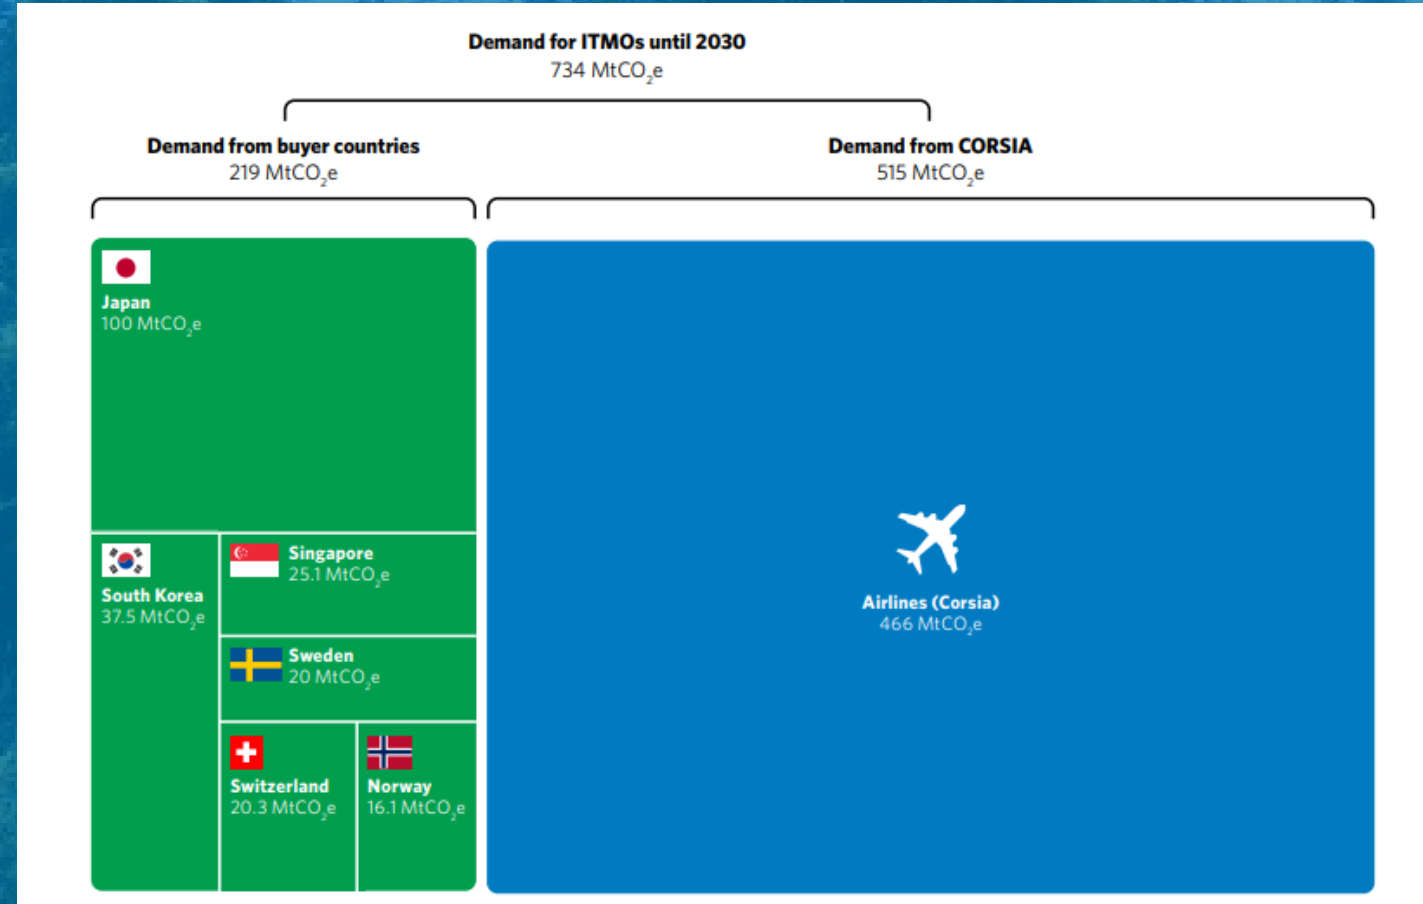 Demand for ITMOs until 2030
734 MtCO₂e
Demand from buyer countries
219 MtCO₂e
Demand from CORSIA
515 MtCO₂e
Japan
100 MtCO₂e
South Korea
37.5 MtCO₂e
Singapore
25.1 MtCO₂e
Sweden
20 MtCO₂e
Switzerland
20.3 MtCO₂e
Norway
16.1 MtCO₂e
Airlines (Corsia)
466 MtCO₂e